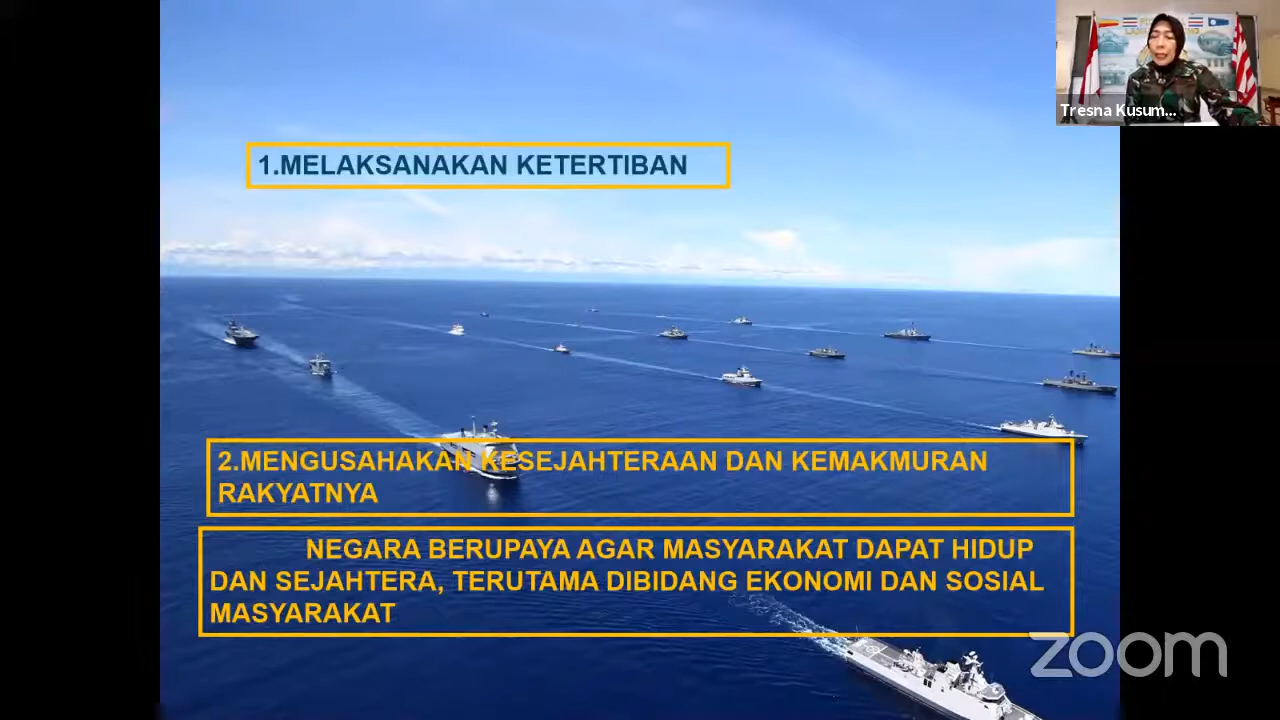 1.MELAKSANAKAN KETERTIBAN
2.MENGUSAHAKAN KESEJAHTERAAN DAN KEMAKMURAN
RAKYATNYA
NEGARA BERUPAYA AGAR MASYARAKAT DAPAT HIDUP
DAN SEJAHTERA, TERUTAMA DIBIDANG EKONOMI DAN SOSIAL
MASYARAKAT
Tresna Kusum...
zoom